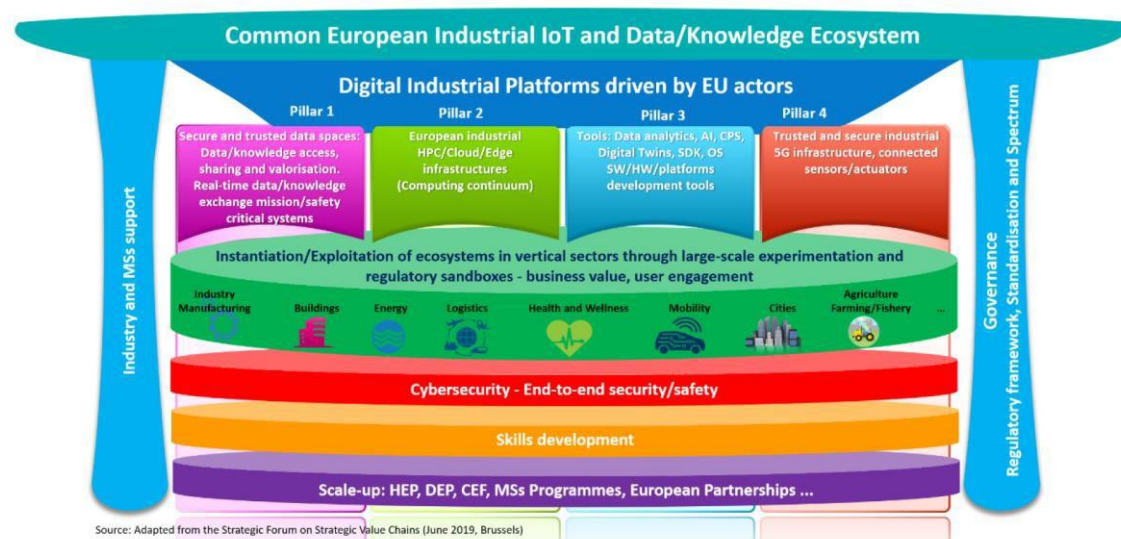 Common European Industrial IoT and Data/Knowledge Ecosystem
Digital Industrial Platforms driven by EU actors
Pillar 1
Pillar 2
Pillar 3
Pillar 4
Secure and trusted data spaces:
Data/knowledge access,
sharing and valorisation.
Real-time data/knowledge
exchange mission/safety
critical systems
European industrial
HPC/Cloud/Edge
infrastructures
(Computing continuum)
Tools: Data analytics, AI, CPS,
Digital Twins, SDK, OS
SW/HW/platforms
development tools
Trusted and secure industrial
5G infrastructure, connected
sensors/actuators
Industry and MSs support
Governance
Regulatory framework, Standardisation and Spectrum
Instantiation/Exploitation of ecosystems in vertical sectors through large-scale experimentation and
regulatory sandboxes - business value, user engagement
Industry
Manufacturing
Buildings
Energy
Logistics
Health and Wellness
Mobility
Cities
Agriculture
Farming/Fishery
...
Cybersecurity - End-to-end security/safety
Skills development
Scale-up: HEP, DEP, CEF, MSs Programmes, European Partnerships ...
Source: Adapted from the Strategic Forum on Strategic Value Chains (June 2019, Brussels)